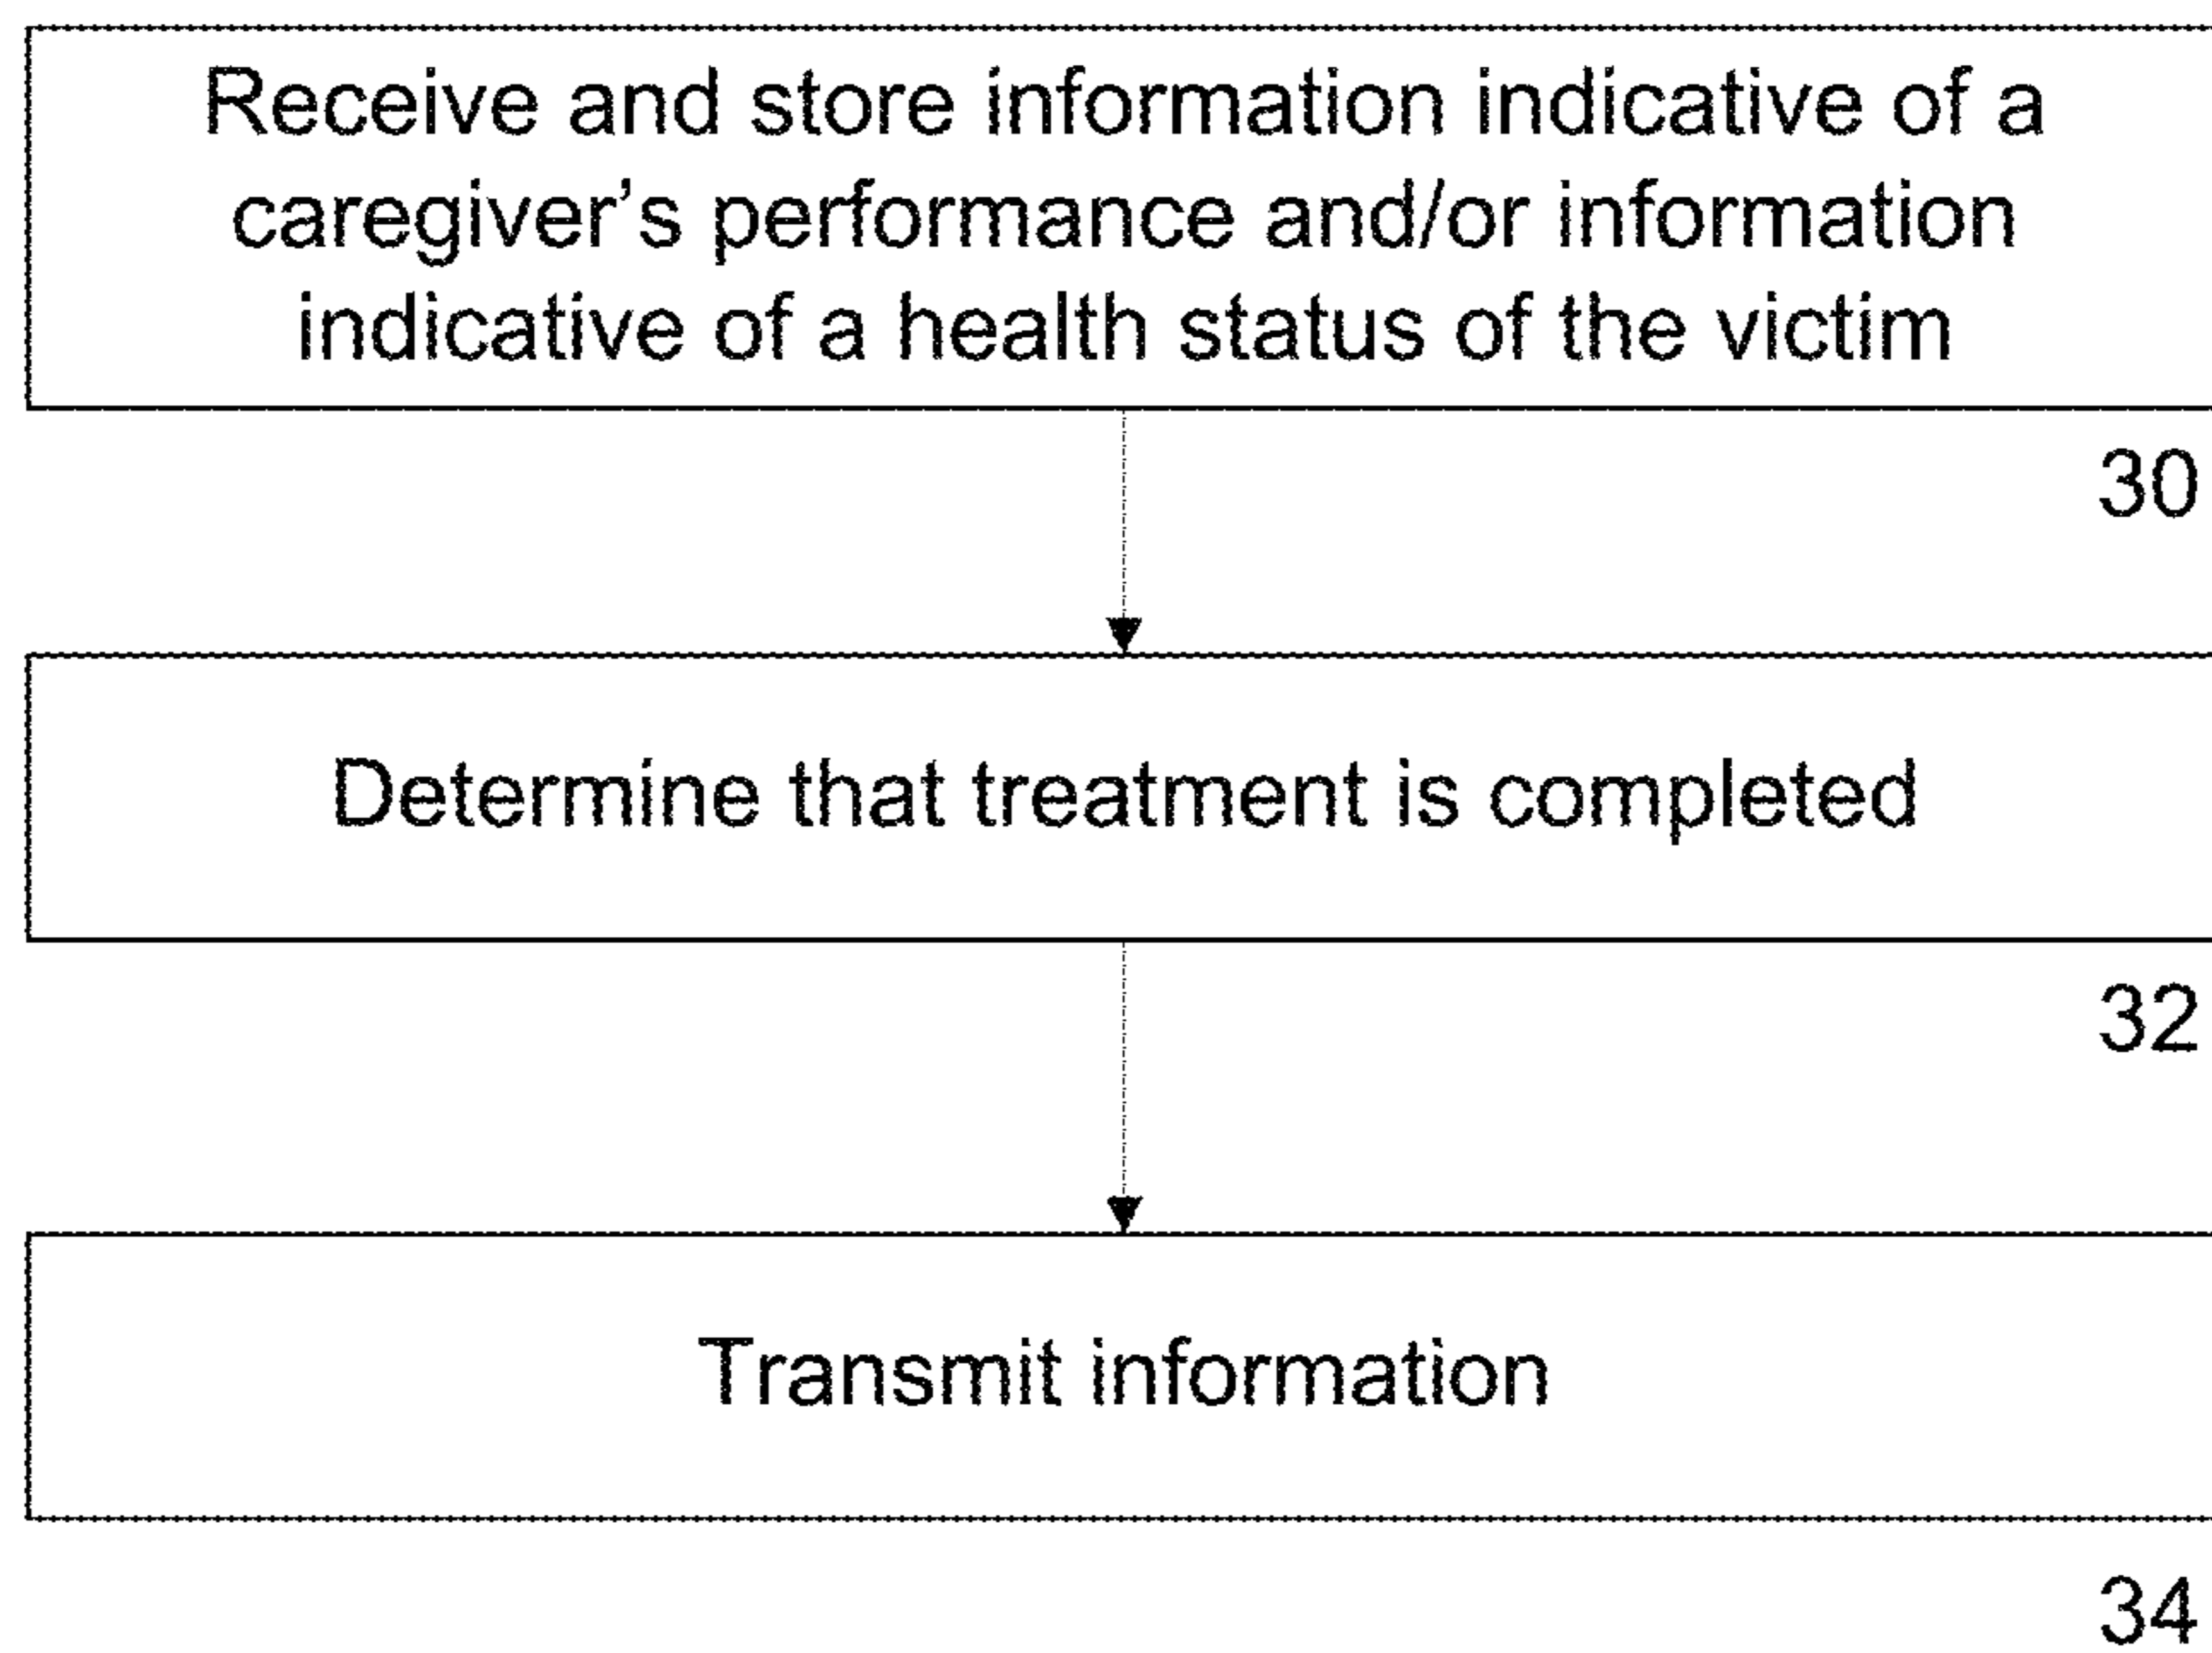 Receive and store information indicative of a
caregiver’s performance and/or information
indicative of a health status of the victim
30
Determine that treatment is completed
32
Transmit information
34